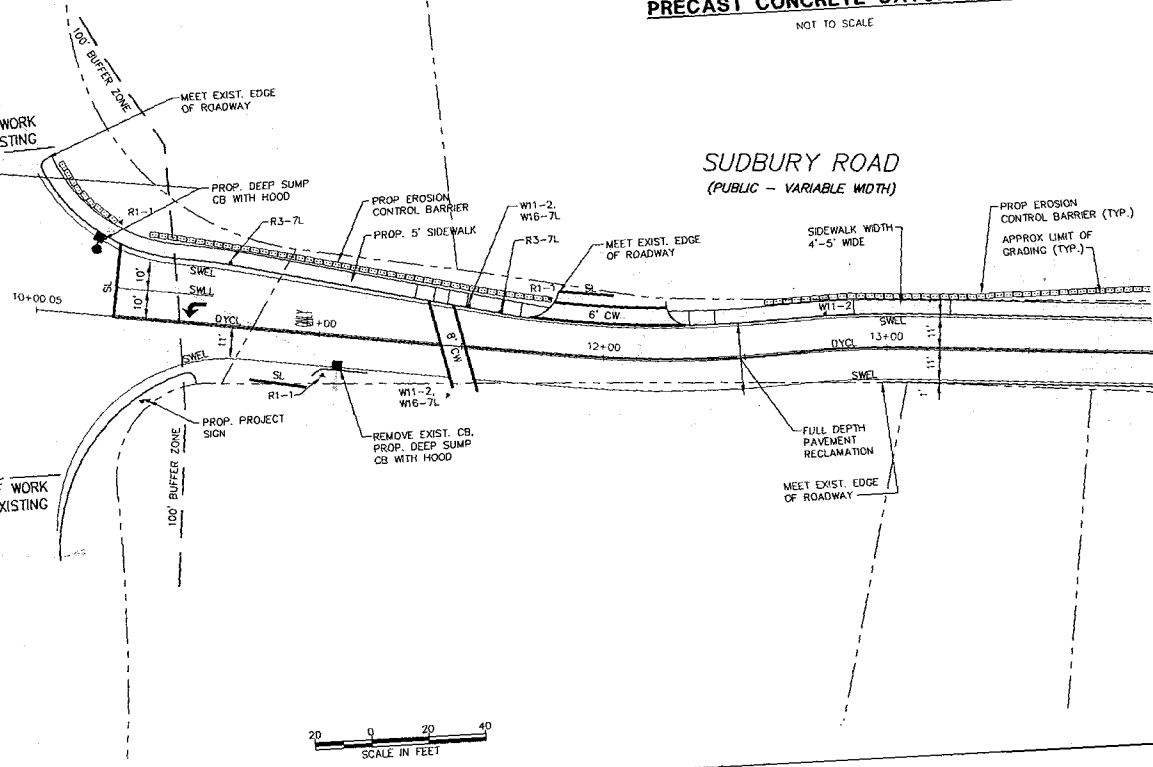 PRECAST CONCRETE
NOT TO SCALE
100' BUFFER ZONE
MEET EXIST. EDGE
OF ROADWAY
WORK
STING
SUDBURY ROAD
(PUBLIC - VARIABLE WIDTH)
PROP. DEEP SUMP
CB WITH HOOD
R1-1
R3-7L
PROP EROSION
CONTROL BARRIER
PROP. 5' SIDEWALK
W11-2,
W16-7L
R3-7L
MEET EXIST. EDGE
OF ROADWAY
SIDEWALK WIDTH
4'-5' WIDE
PROP EROSION
CONTROL BARRIER (TYP.)
APPROX LIMIT OF
GRADING (TYP.)
R1-1
SL
6' CW
W11-2
SWEL
SWLL
10'
10'
SL
10+00.05
DYCL
ONLY
+00
8' CW
12+00
DYCL
13+00
SWEL
11'
11'
1'
SWEL
11'
SWEL
SL
R1-1
W11-2,
W16-7L
PROP. PROJECT
SIGN
REMOVE EXIST. CB,
PROP. DEEP SUMP
CB WITH HOOD
FULL DEPTH
PAVEMENT
RECLAMATION
MEET EXIST. EDGE
OF ROADWAY
WORK
XISTING
100' BUFFER ZONE
20 0 20 40
SCALE IN FEET